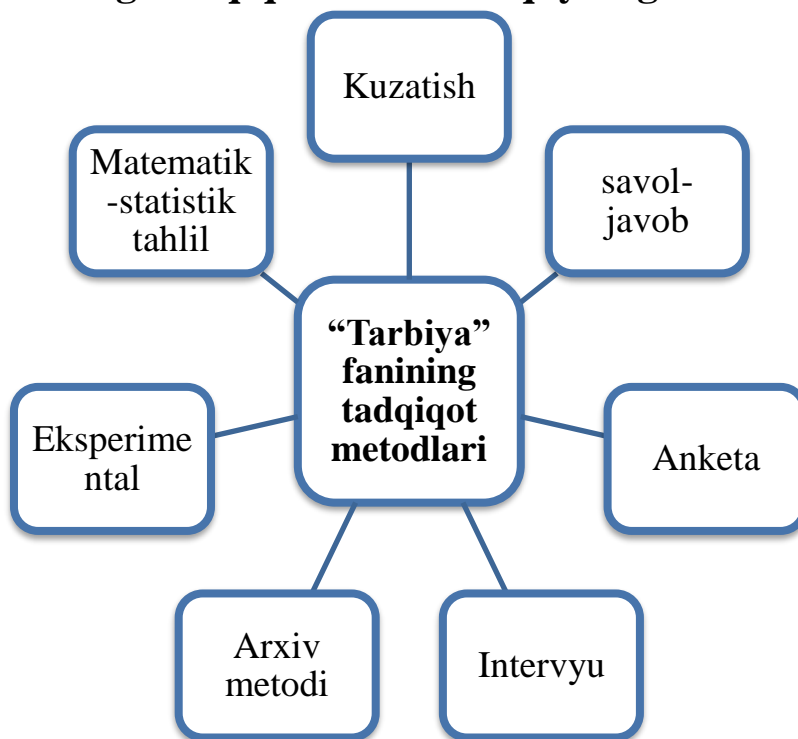 Kuzatish
Matematik
-statistik
tahlil
savol-
javob
“Tarbiya”
fanining
tadqiqot
metodlari
Eksperime
ntal
Anketa
Arxiv
metodi
Intervyu